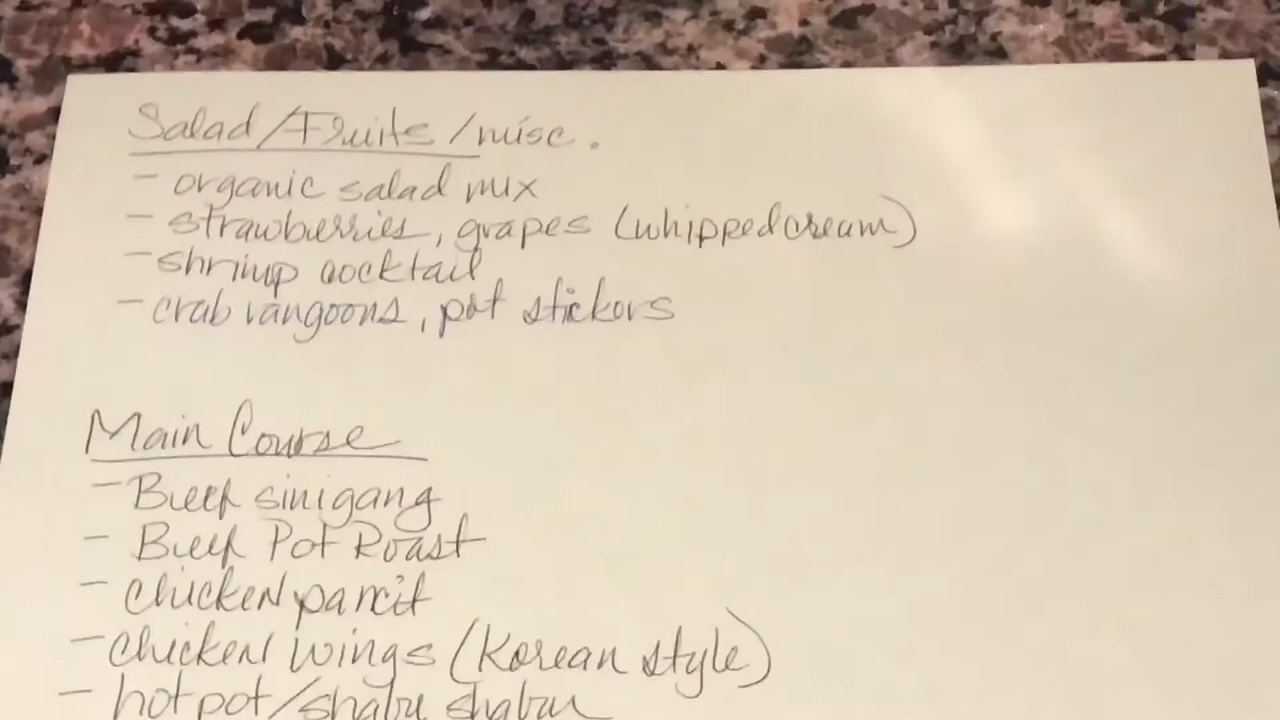 Salad/Fruits/misc.
- organic salad mix
- strawberries, grapes (whipped cream)
- shrimp cocktail
- crab rangoons, pot stickers
Main Course
- Beef sinigang
- Beef Pot Roast
- chicken pancit
- chicken wings (Korean style)
- hot pot/shabu shabu